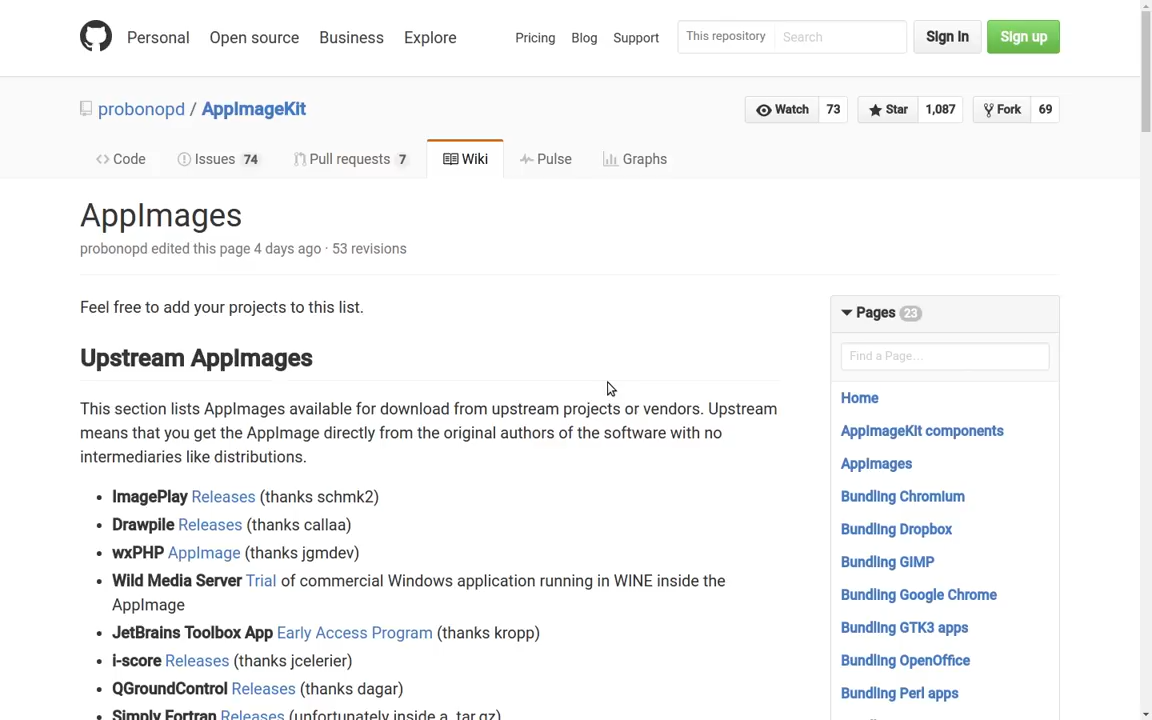 Personal Open source Business Explore Pricing Blog Support This repository Search Sign in Sign up
probonopd / AppImageKit Watch 73 Star 1,087 Fork 69
Code Issues 74 Pull requests 7 Wiki Pulse Graphs
AppImages
probonopd edited this page 4 days ago · 53 revisions
Feel free to add your projects to this list.
Upstream AppImages
This section lists AppImages available for download from upstream projects or vendors. Upstream
means that you get the AppImage directly from the original authors of the software with no
intermediaries like distributions.
• ImagePlay Releases (thanks schmk2)
• Drawpile Releases (thanks callaa)
• wxPHP AppImage (thanks jgmdev)
• Wild Media Server Trial of commercial Windows application running in WINE inside the
AppImage
• JetBrains Toolbox App Early Access Program (thanks kropp)
• i-score Releases (thanks jcelerier)
• QGroundControl Releases (thanks dagar)
• Simply Fortran Releases (unfortunately inside a .tar.gz)
Pages 23
Find a Page…
Home
AppImageKit components
AppImages
Bundling Chromium
Bundling Dropbox
Bundling GIMP
Bundling Google Chrome
Bundling GTK3 apps
Bundling OpenOffice
Bundling Perl apps